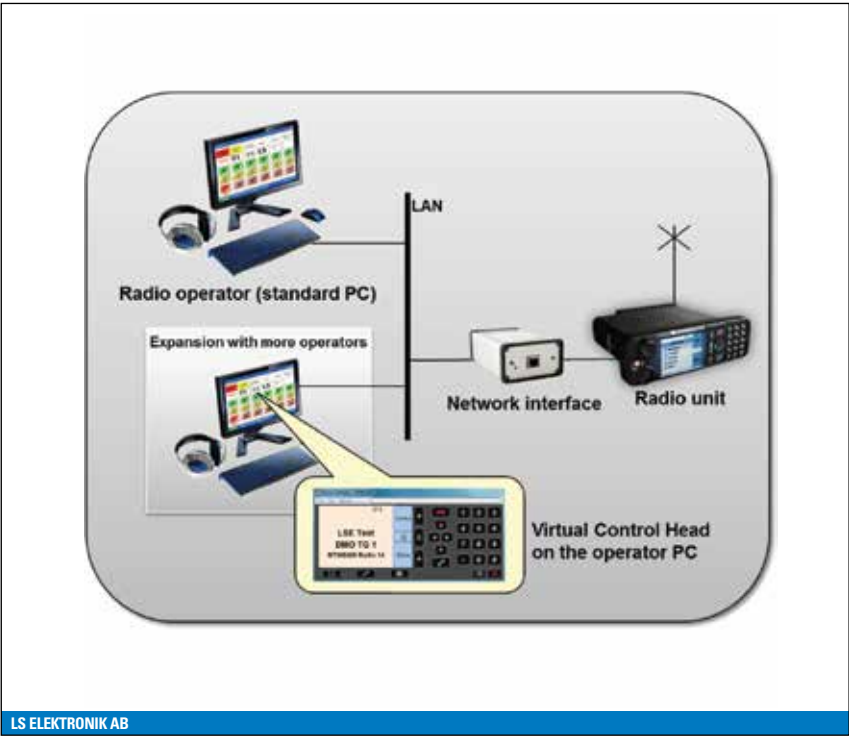 LAN
Radio operator (standard PC)
Expansion with more operators
Network interface
Radio unit
LSE Test
DMO TG 1
Virtual Control Head
on the operator PC
LS ELEKTRONIK AB